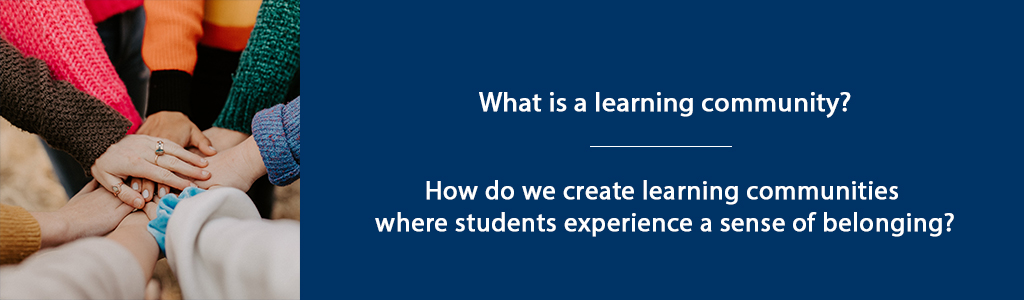 What is a learning community?
How do we create learning communities
where students experience a sense of belonging?